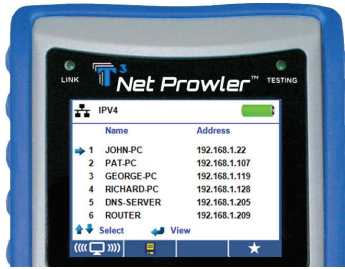 LINK
T3 Net Prowler™
TESTING
IPV4
Name Address
1 JOHN-PC 192.168.1.22
2 PAT-PC 192.168.1.107
3 GEORGE-PC 192.168.1.119
4 RICHARD-PC 192.168.1.128
5 DNS-SERVER 192.168.1.205
6 ROUTER 192.168.1.209
Select View